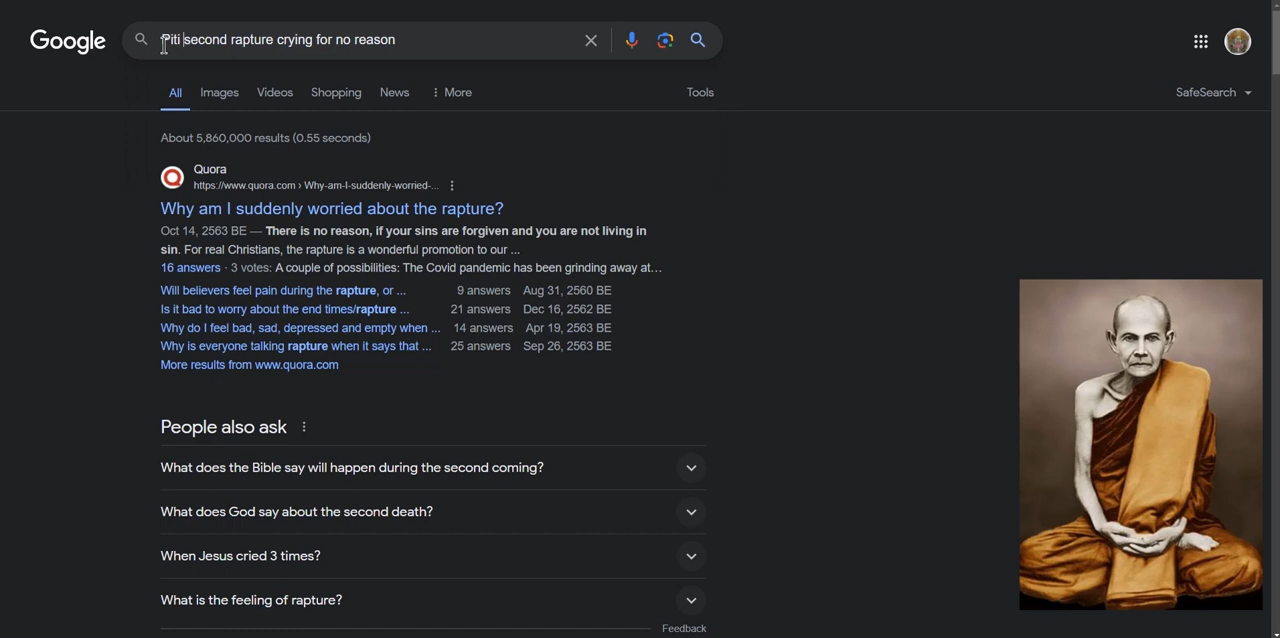 Google
Piti second rapture crying for no reason
All Images Videos Shopping News More Tools SafeSearch
About 5,860,000 results (0.55 seconds)
Quora
https://www.quora.com › Why-am-I-suddenly-worried-...
Why am I suddenly worried about the rapture?
Oct 14, 2563 BE — There is no reason, if your sins are forgiven and you are not living in
sin. For real Christians, the rapture is a wonderful promotion to our ...
16 answers · 3 votes: A couple of possibilities: The Covid pandemic has been grinding away at...
Will believers feel pain during the rapture, or ... 9 answers Aug 31, 2560 BE
Is it bad to worry about the end times/rapture ... 21 answers Dec 16, 2562 BE
Why do I feel bad, sad, depressed and empty when ... 14 answers Apr 19, 2563 BE
Why is everyone talking rapture when it says that ... 25 answers Sep 26, 2563 BE
More results from www.quora.com
People also ask
What does the Bible say will happen during the second coming?
What does God say about the second death?
When Jesus cried 3 times?
What is the feeling of rapture?
Feedback